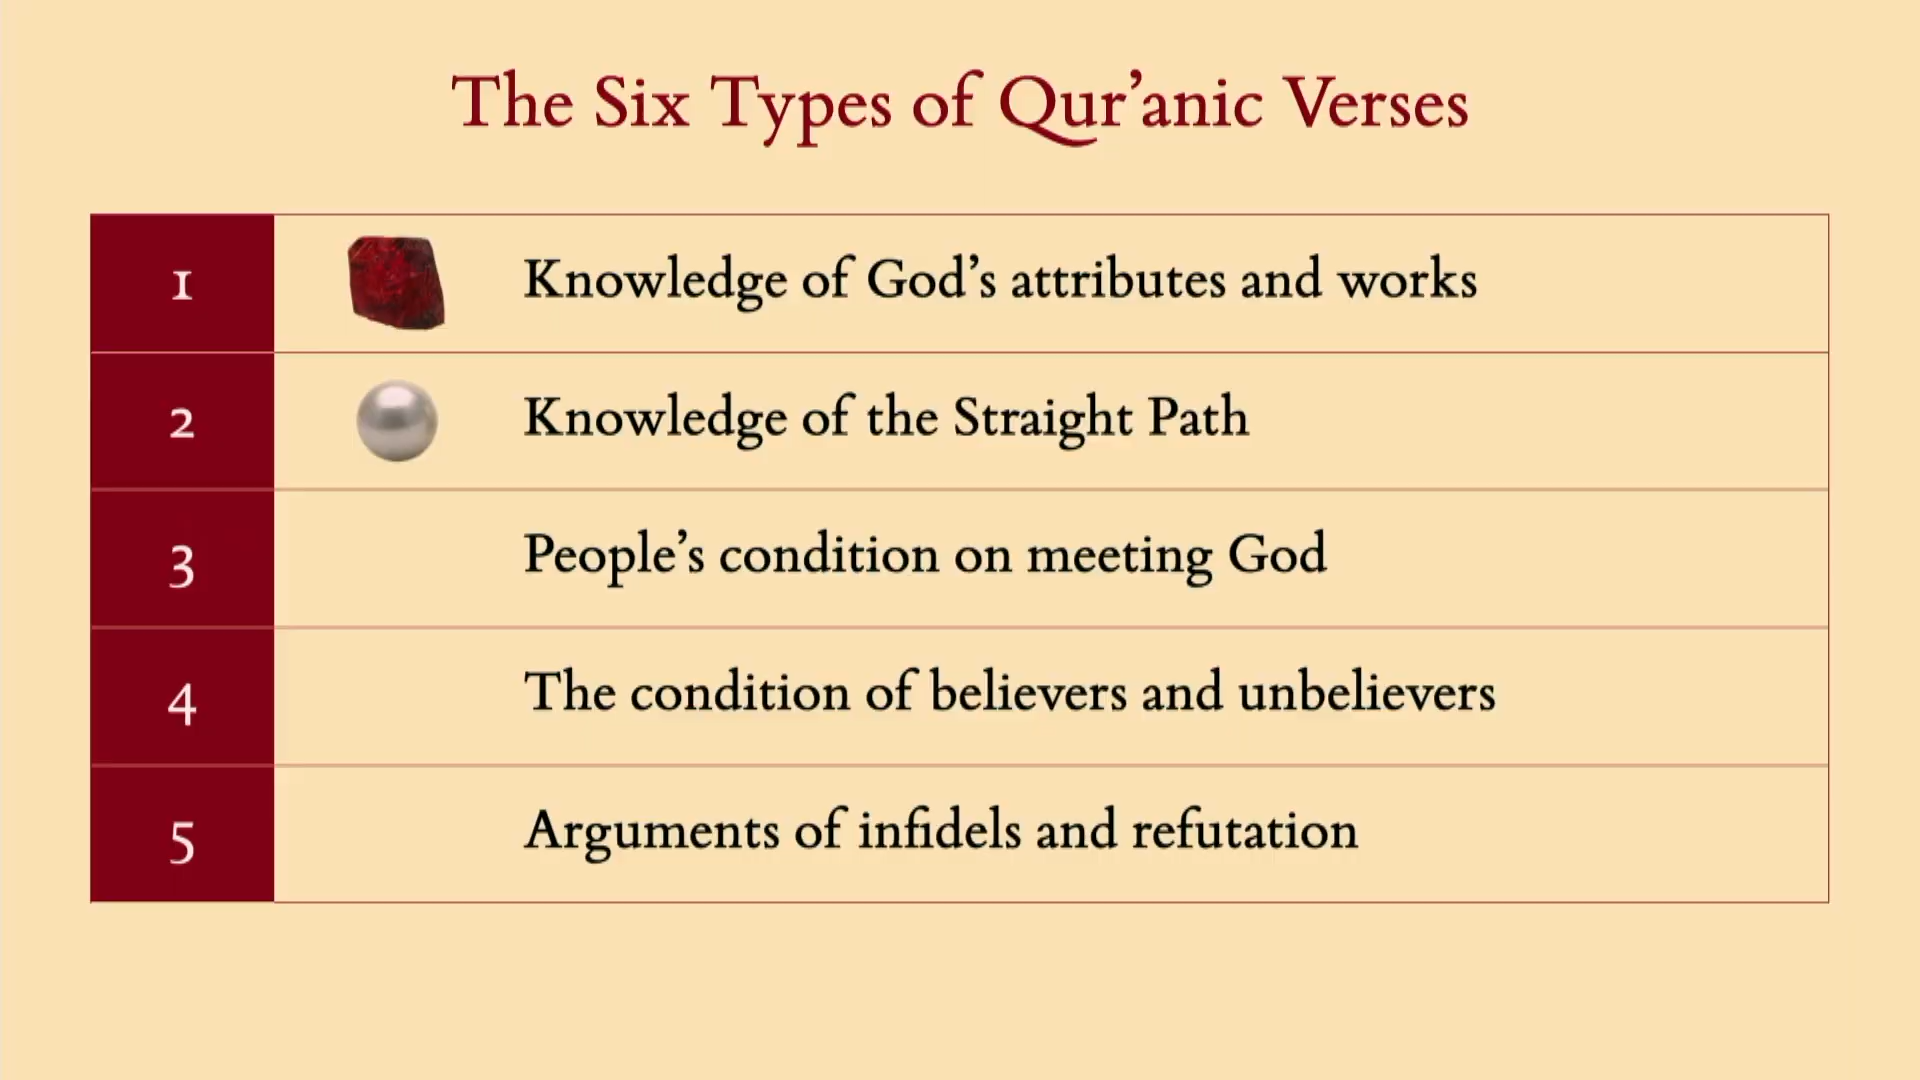 The Six Types of Qur’anic Verses
1
Knowledge of God’s attributes and works
2
Knowledge of the Straight Path
3
People’s condition on meeting God
4
The condition of believers and unbelievers
5
Arguments of infidels and refutation